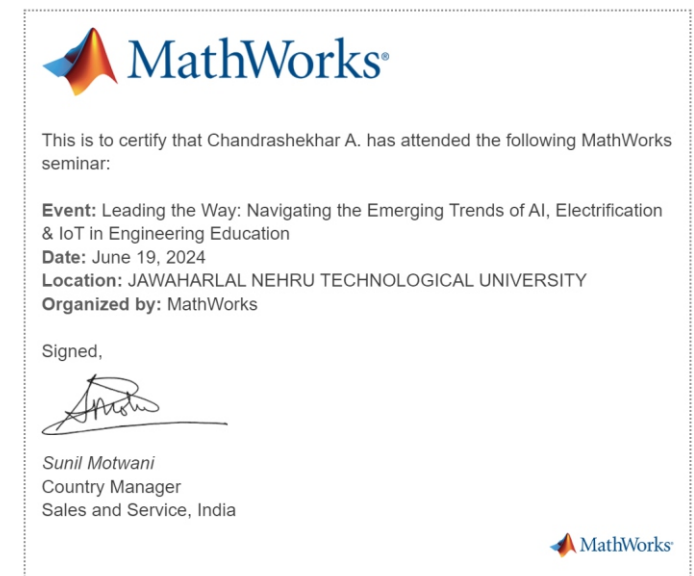 MathWorks®
This is to certify that Chandrashekhar A. has attended the following MathWorks
seminar:
Event: Leading the Way: Navigating the Emerging Trends of AI, Electrification
& IoT in Engineering Education
Date: June 19, 2024
Location: JAWAHARLAL NEHRU TECHNOLOGICAL UNIVERSITY
Organized by: MathWorks
Signed,
Sunil Motwani
Country Manager
Sales and Service, India
MathWorks®